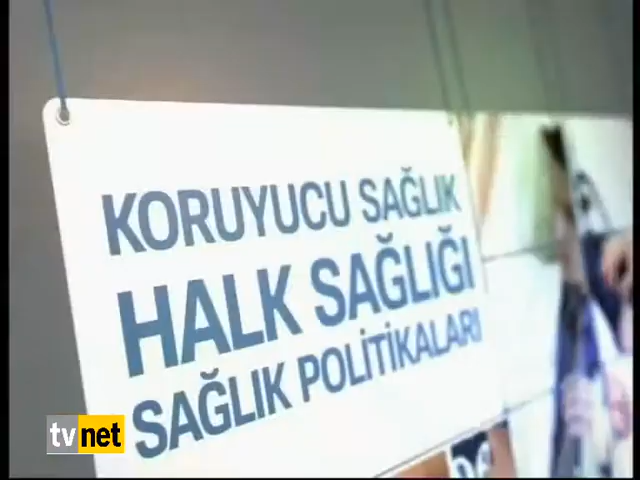 KORUYUCU SAĞLIK
HALK SAĞLIĞI
SAĞLIK POLİTİKALARI
tvnet